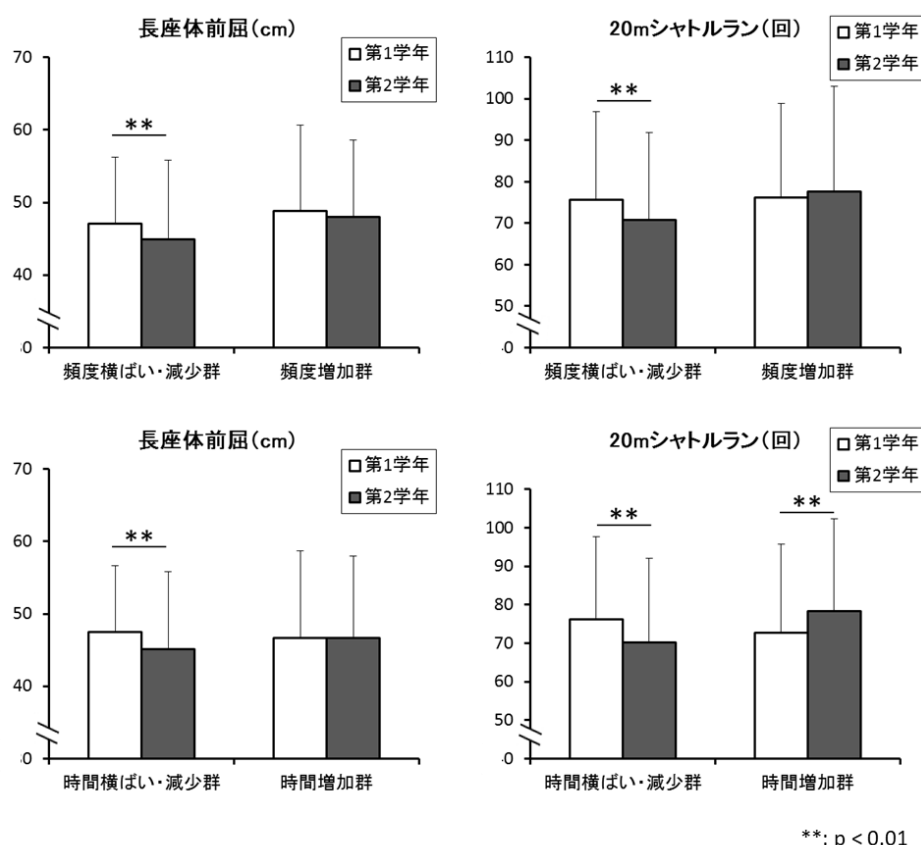 長座体前屈(cm)
第1学年
第2学年
70
60
50
40
0
**
頻度横ばい・減少群
頻度増加群
20mシャトルラン(回)
第1学年
第2学年
110
100
90
80
70
60
50
0
**
頻度横ばい・減少群
頻度増加群
長座体前屈(cm)
第1学年
第2学年
70
60
50
40
0
**
時間横ばい・減少群
時間増加群
20mシャトルラン(回)
第1学年
第2学年
110
100
90
80
70
60
50
0
**
**
時間横ばい・減少群
時間増加群
**: p < 0.01